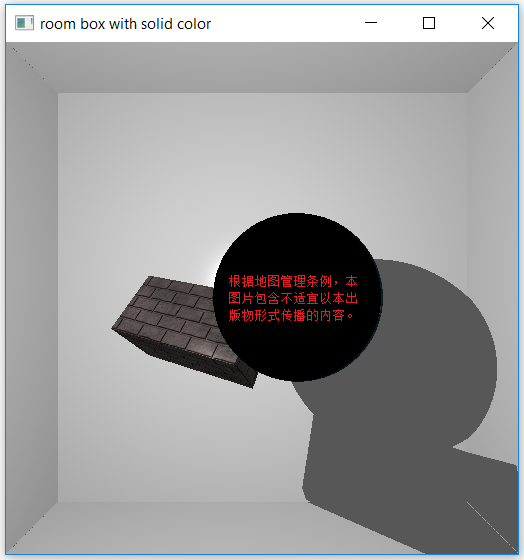 room box with solid color
根据地图管理条例，本
图片包含不适宜以本出
版物形式传播的内容。